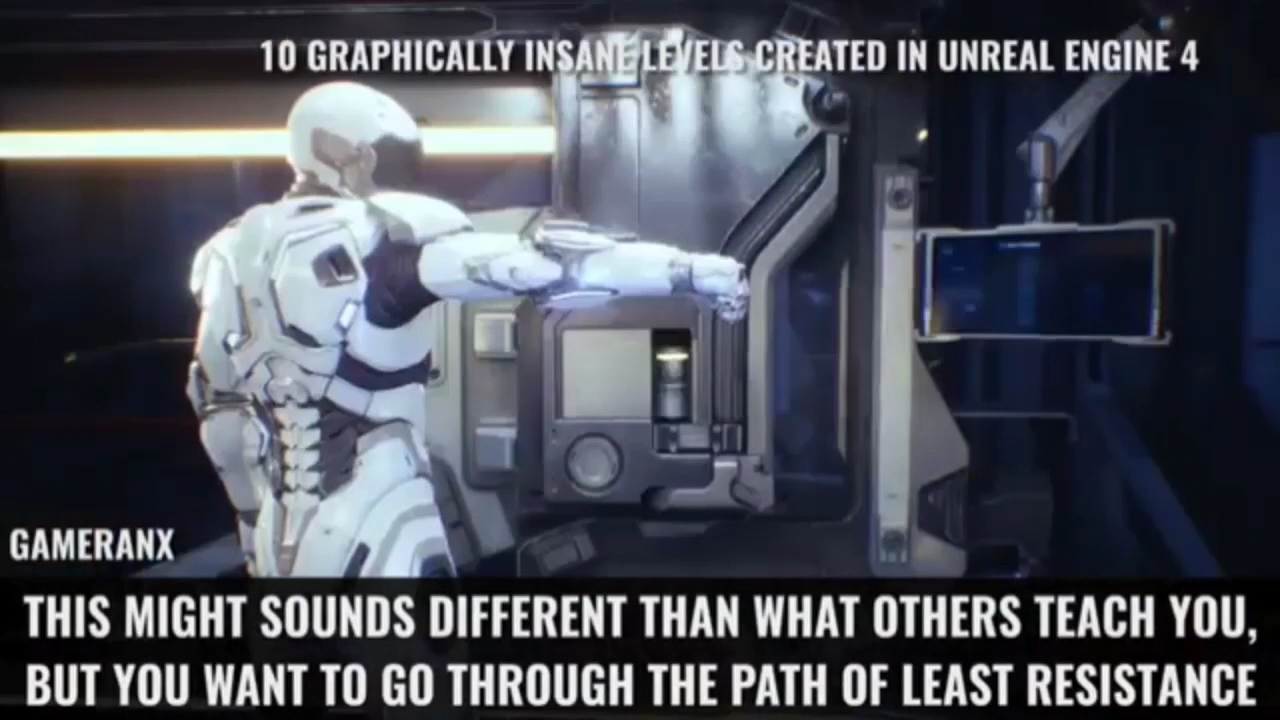 10 GRAPHICALLY INSANE LEVELS CREATED IN UNREAL ENGINE 4
GAMERANX
THIS MIGHT SOUNDS DIFFERENT THAN WHAT OTHERS TEACH YOU,
BUT YOU WANT TO GO THROUGH THE PATH OF LEAST RESISTANCE